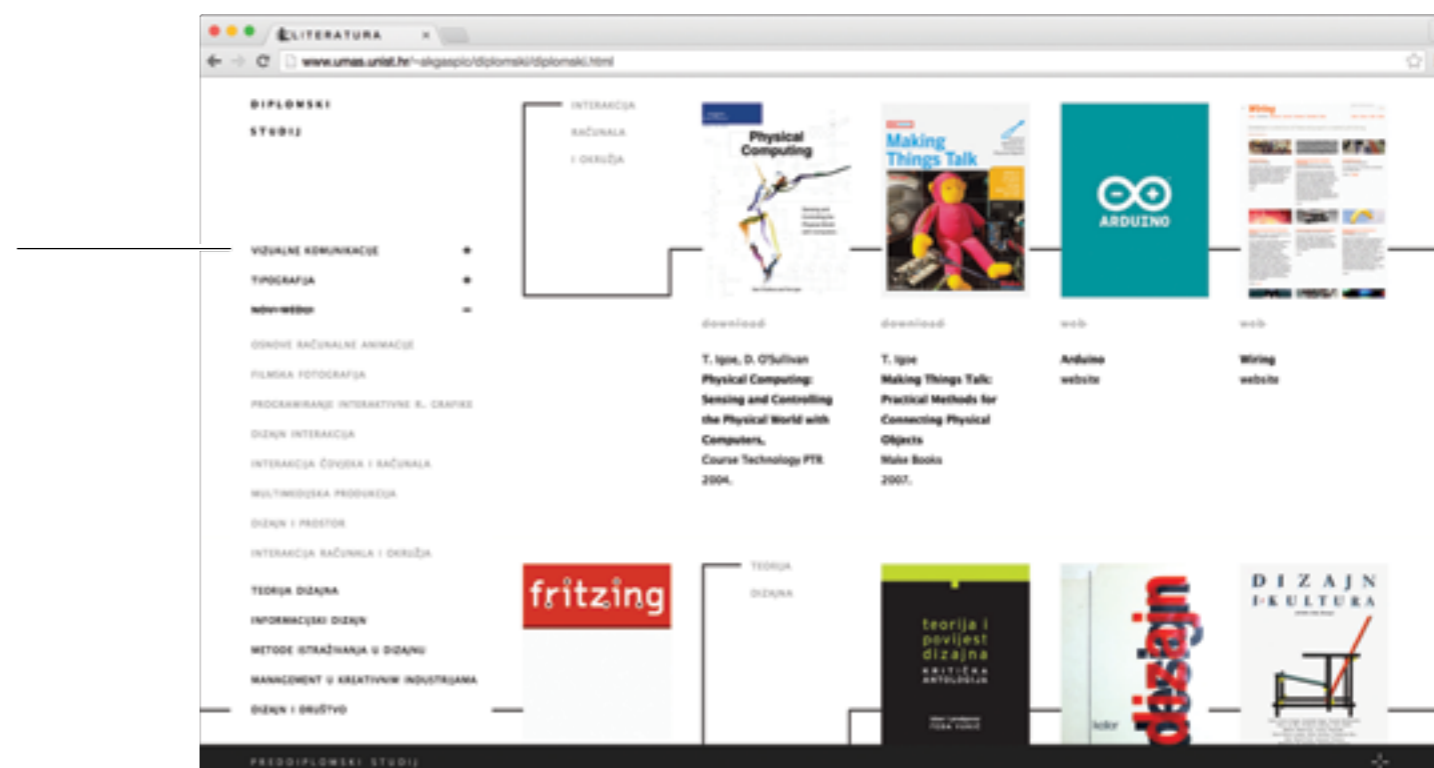 LITERATURA
www.umas.unist.hr/~akgaspic/diplomski/diplomski.html
DIPLOMSKI
STUDIJ
VIZUALNE KOMUNIKACIJE +
TIPOGRAFIJA +
NOVI MEDIJI –
OSNOVE RAČUNALNE ANIMACIJE
FILMSKA FOTOGRAFIJA
PROGRAMIRANJE INTERAKTIVNE R. GRAFIKE
DIZAJN INTERAKCIJA
INTERAKCIJA ČOVJEKA I RAČUNALA
MULTIMEDIJSKA PRODUKCIJA
DIZAJN I PROSTOR
INTERAKCIJA RAČUNALA I OKRUŽJA
TEORIJA DIZAJNA
INFORMACIJSKI DIZAJN
METODE ISTRAŽIVANJA U DIZAJNU
MANAGEMENT U KREATIVNIM INDUSTRIJAMA
DIZAJN I DRUŠTVO
INTERAKCIJA
RAČUNALA
I OKRUŽJA
Physical
Computing
Making
Things Talk
ARDUINO
Wiring
download
T. Igoe, D. O'Sullivan
Physical Computing:
Sensing and Controlling
the Physical World with
Computers,
Course Technology PTR
2004.
download
T. Igoe
Making Things Talk:
Practical Methods for
Connecting Physical
Objects
Make Books
2007.
web
Arduino
website
web
Wiring
website
fritzing
TEORIJA
DIZAJNA
teorija i
povijest
dizajna
KRITIČKA
ANTOLOGIJA
dizajn
keller
DIZAJN
I KULTURA
PREDDIPLOMSKI STUDIJ